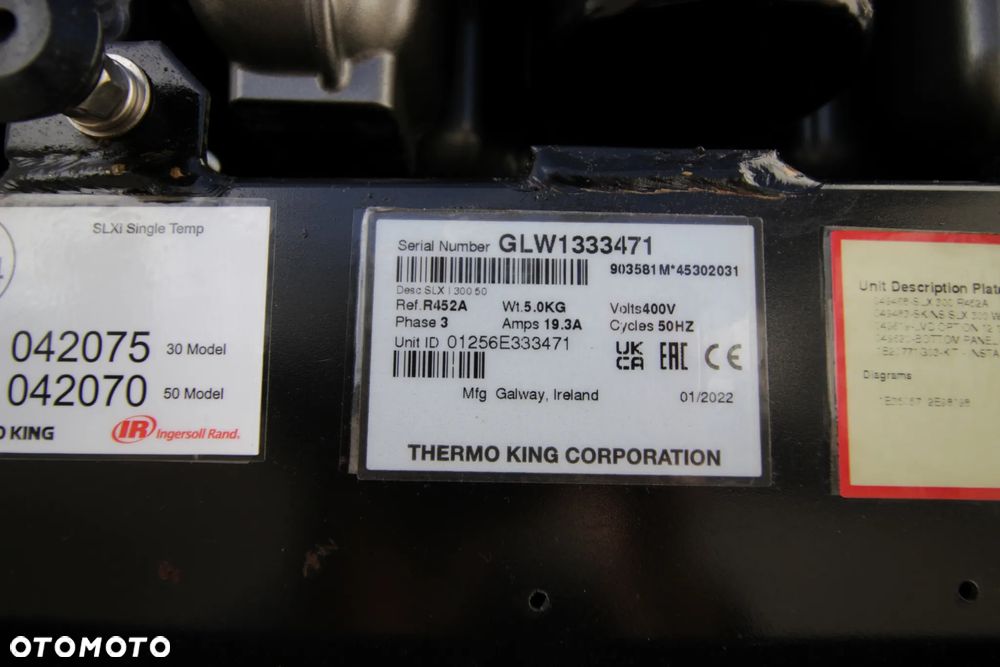 SLXi Single Temp
042075 30 Model
042070 50 Model
O KING IR Ingersoll Rand.
Serial Number GLW1333471
903581M*45302031
Desc SLX I 300 50
Ref.R452A Wt.5.0KG Volts400V
Phase 3 Amps 19.3A Cycles 50HZ
Unit ID 01256E333471
UK CA EAC CE
Mfg Galway, Ireland 01/2022
THERMO KING CORPORATION
Unit Description Plate
Diagrams
OTOMOTO